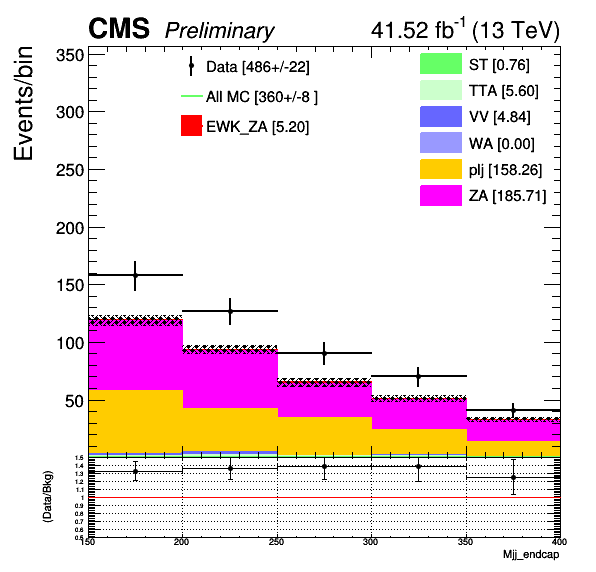 CMS Preliminary 41.52 fb-1 (13 TeV)
Events/bin
350
300
250
200
150
100
50
Data [486+/-22]
All MC [360+/-8 ]
EWK_ZA [5.20]
ST [0.76]
TTA [5.60]
VV [4.84]
WA [0.00]
plj [158.26]
ZA [185.71]
(Data/Bkg)
1.5
1.4
1.3
1.2
1.1
1
0.9
0.8
0.7
0.6
0.5
150 200 250 300 350 400
Mjj_endcap